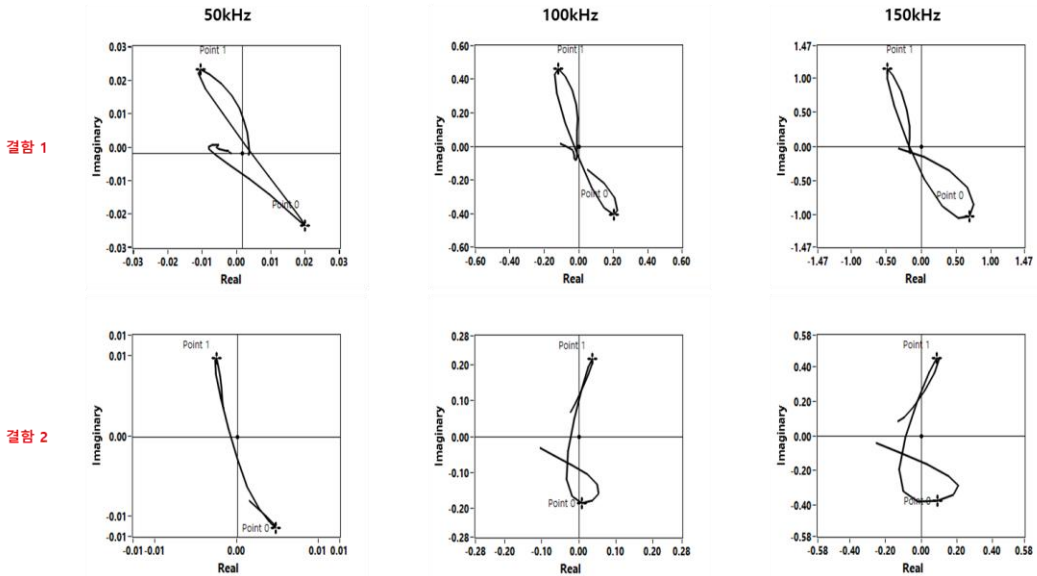 50kHz
100kHz
150kHz
결함 1
Point 1
0.03
0.02
0.01
0.00
-0.01
-0.02
-0.03
Imaginary
Point 0
-0.03 -0.02 -0.01 0.00 0.01 0.02 0.03
Real
Point 1
0.60
0.40
0.20
0.00
-0.20
-0.40
-0.60
Imaginary
Point 0
-0.60 -0.40 -0.20 0.00 0.20 0.40 0.60
Real
Point 1
1.47
1.00
0.50
0.00
-0.50
-1.00
-1.47
Imaginary
Point 0
-1.47 -1.00 -0.50 0.00 0.50 1.00 1.47
Real
결함 2
Point 1
0.01
0.01
0.00
-0.01
-0.01
Imaginary
Point 0
-0.01 -0.01 0.00 0.01 0.01
Real
Point 1
0.28
0.20
0.10
0.00
-0.10
-0.20
-0.28
Imaginary
Point 0
-0.28 -0.20 -0.10 0.00 0.10 0.20 0.28
Real
Point 1
0.58
0.40
0.20
0.00
-0.20
-0.40
-0.58
Imaginary
Point 0
-0.58 -0.40 -0.20 0.00 0.20 0.40 0.58
Real